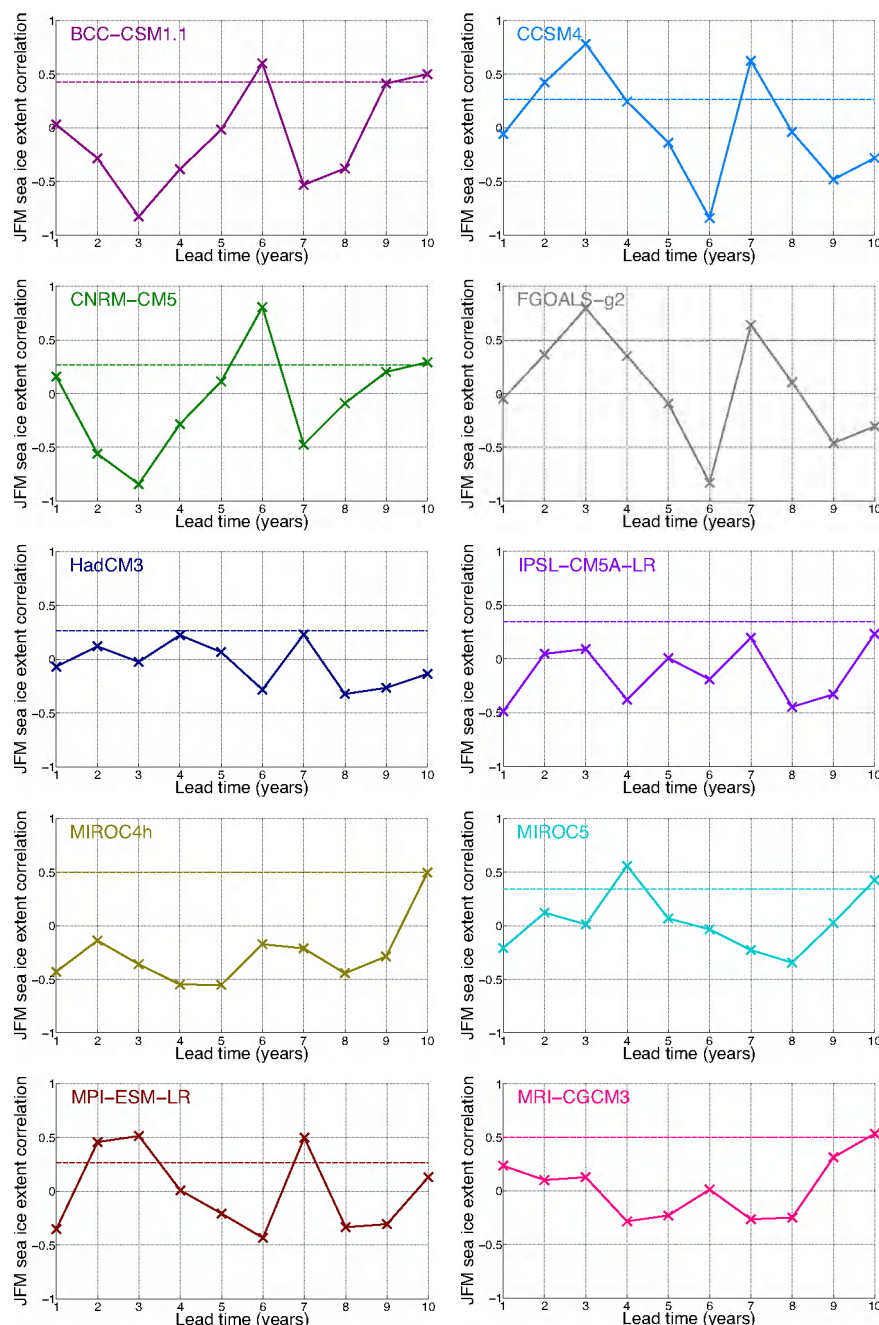 BCC-CSM1.1
JFM sea ice extent correlation
1
0.5
0
-0.5
-1
1 2 3 4 5 6 7 8 9 10
Lead time (years)
CCSM4
JFM sea ice extent correlation
1
0.5
0
-0.5
-1
1 2 3 4 5 6 7 8 9 10
Lead time (years)
CNRM-CM5
JFM sea ice extent correlation
1
0.5
0
-0.5
-1
1 2 3 4 5 6 7 8 9 10
Lead time (years)
FGOALS-g2
JFM sea ice extent correlation
1
0.5
0
-0.5
-1
1 2 3 4 5 6 7 8 9 10
Lead time (years)
HadCM3
JFM sea ice extent correlation
1
0.5
0
-0.5
-1
1 2 3 4 5 6 7 8 9 10
Lead time (years)
IPSL-CM5A-LR
JFM sea ice extent correlation
1
0.5
0
-0.5
-1
1 2 3 4 5 6 7 8 9 10
Lead time (years)
MIROC4h
JFM sea ice extent correlation
1
0.5
0
-0.5
-1
1 2 3 4 5 6 7 8 9 10
Lead time (years)
MIROC5
JFM sea ice extent correlation
1
0.5
0
-0.5
-1
1 2 3 4 5 6 7 8 9 10
Lead time (years)
MPI-ESM-LR
JFM sea ice extent correlation
1
0.5
0
-0.5
-1
1 2 3 4 5 6 7 8 9 10
Lead time (years)
MRI-CGCM3
JFM sea ice extent correlation
1
0.5
0
-0.5
-1
1 2 3 4 5 6 7 8 9 10
Lead time (years)